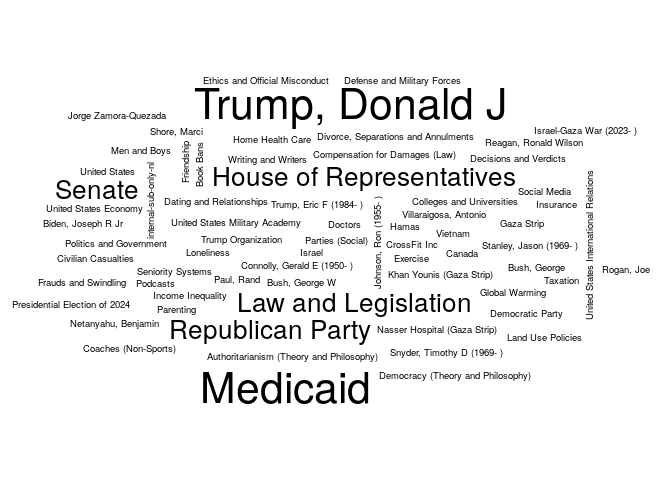 Ethics and Official Misconduct
Defense and Military Forces
Trump, Donald J
Jorge Zamora-Quezada
Shore, Marci
Israel-Gaza War (2023- )
Home Health Care
Divorce, Separations and Annulments
Reagan, Ronald Wilson
Men and Boys
Friendship
Book Bans
Writing and Writers
Compensation for Damages (Law)
Decisions and Verdicts
United States
internal-sub-only-nl
House of Representatives
Senate
Social Media
United States International Relations
Dating and Relationships
Trump, Eric F (1984- )
Johnson, Ron (1955- )
Colleges and Universities
Insurance
United States Economy
Villaraigosa, Antonio
Biden, Joseph R Jr
United States Military Academy
Doctors
Hamas
Gaza Strip
Vietnam
Politics and Government
Trump Organization
Parties (Social)
CrossFit Inc
Stanley, Jason (1969- )
Loneliness
Israel
Canada
Civilian Casualties
Exercise
Connolly, Gerald E (1950- )
Bush, George
Rogan, Joe
Seniority Systems
Khan Younis (Gaza Strip)
Frauds and Swindling
Podcasts
Paul, Rand
Bush, George W
Taxation
Income Inequality
Global Warming
Presidential Election of 2024
Law and Legislation
Parenting
Democratic Party
Netanyahu, Benjamin
Republican Party
Nasser Hospital (Gaza Strip)
Land Use Policies
Coaches (Non-Sports)
Authoritarianism (Theory and Philosophy)
Snyder, Timothy D (1969- )
Medicaid
Democracy (Theory and Philosophy)